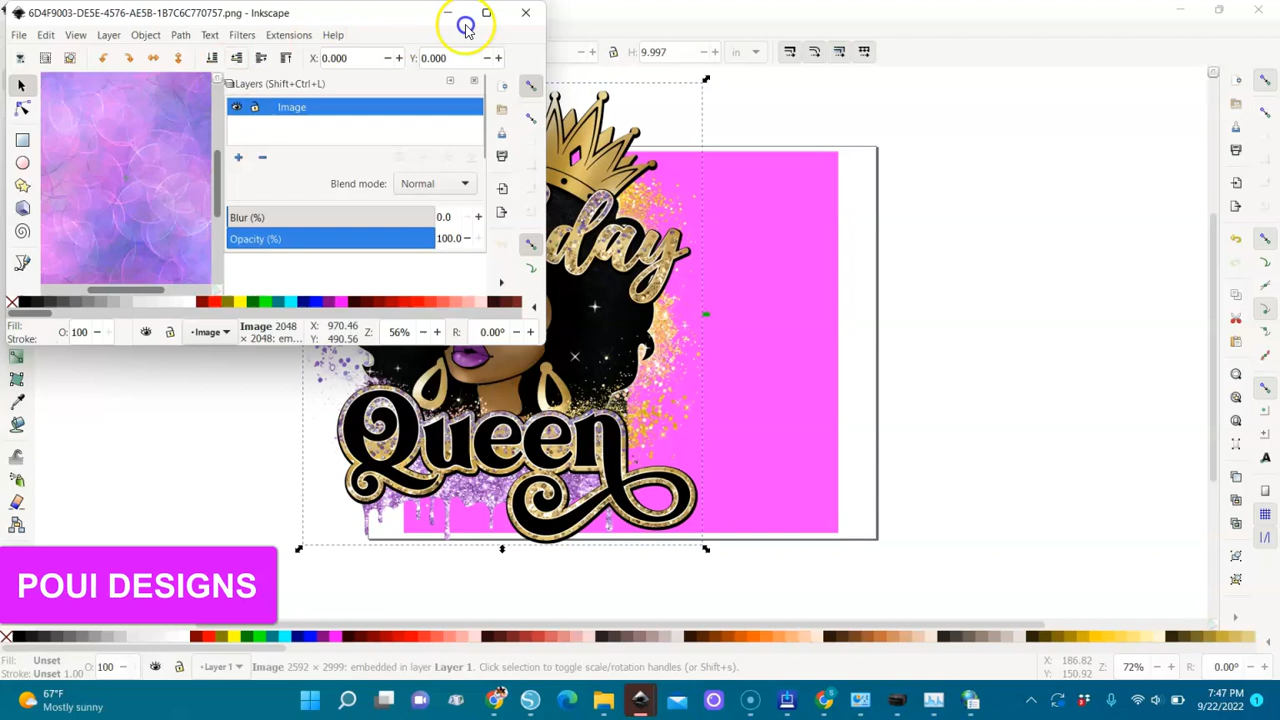 6D4F9003-DE5E-4576-AE5B-1B7C6C770757.png - Inkscape
File Edit View Layer Object Path Text Filters Extensions Help
X: 0.000 Y: 0.000
H: 9.997 in
Layers (Shift+Ctrl+L)
Image
Blend mode: Normal
Blur (%) 0.0
Opacity (%) 100.0
Fill:
Stroke:
O: 100
Image
Image 2048
× 2048: emb…
X: 970.46
Y: 490.56
Z: 56%
R: 0.00°
day
Queen
POUI DESIGNS
Fill: Unset
Stroke: Unset 1.00
O: 100
Layer 1
Image 2592 × 2999: embedded in layer Layer 1. Click selection to toggle scale/rotation handles (or Shift+s).
X: 186.82
Y: 150.92
Z: 72%
R: 0.00°
67°F
Mostly sunny
7:47 PM
9/22/2022